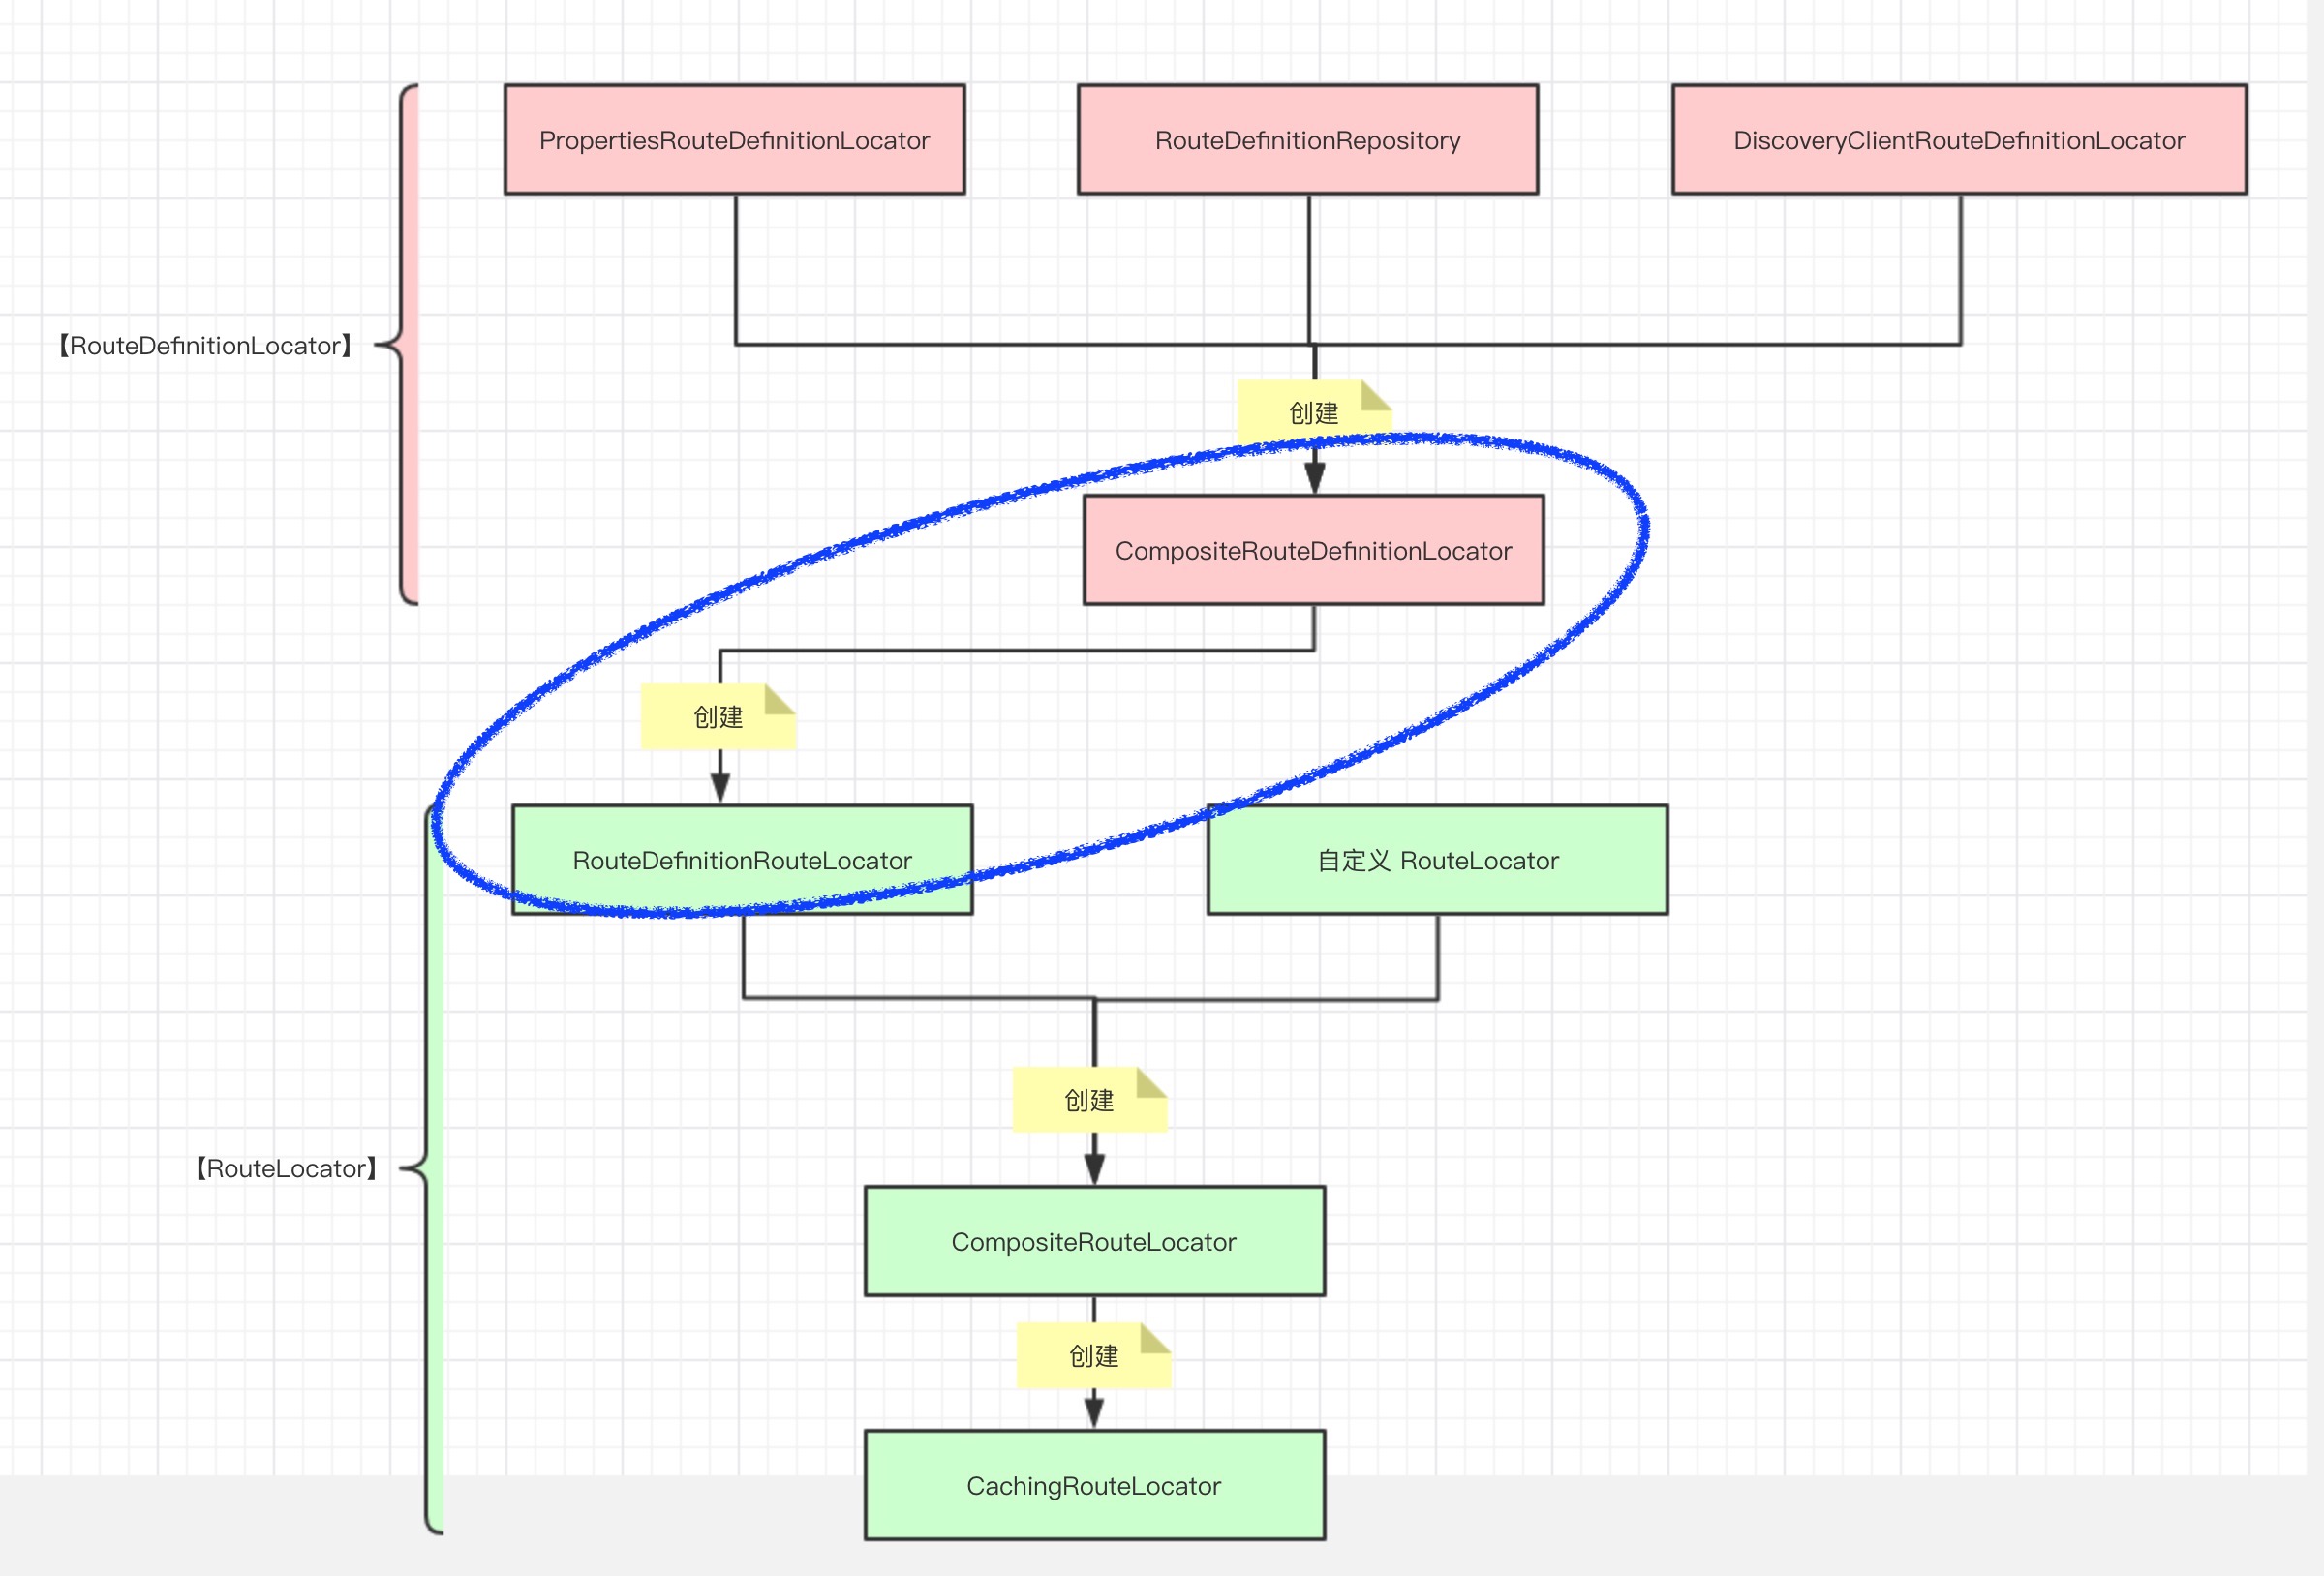 PropertiesRouteDefinitionLocator
RouteDefinitionRepository
DiscoveryClientRouteDefinitionLocator
【RouteDefinitionLocator】
创建
CompositeRouteDefinitionLocator
创建
RouteDefinitionRouteLocator
自定义 RouteLocator
创建
【RouteLocator】
CompositeRouteLocator
创建
CachingRouteLocator